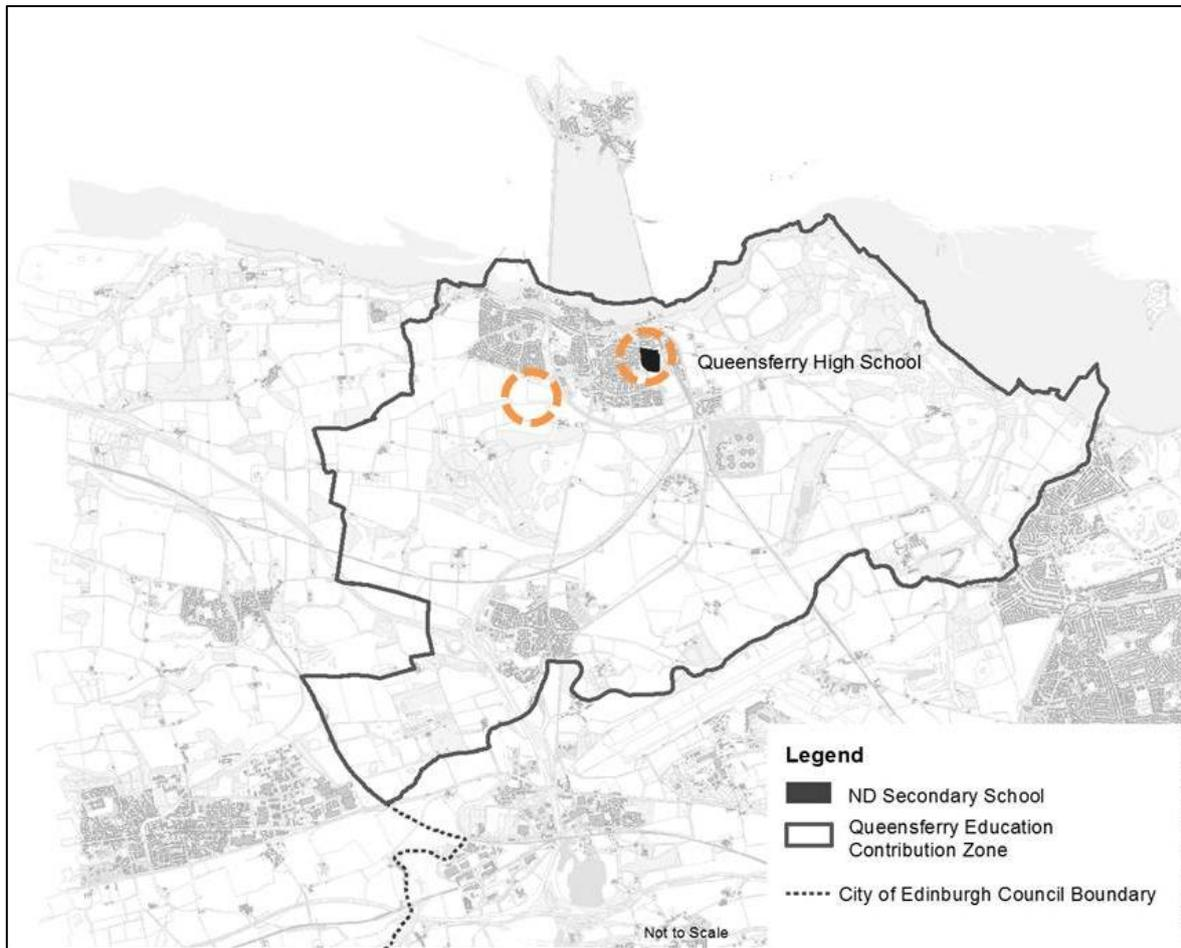 Queensferry High School
Legend
ND Secondary School
Queensferry Education
Contribution Zone
City of Edinburgh Council Boundary
Not to Scale